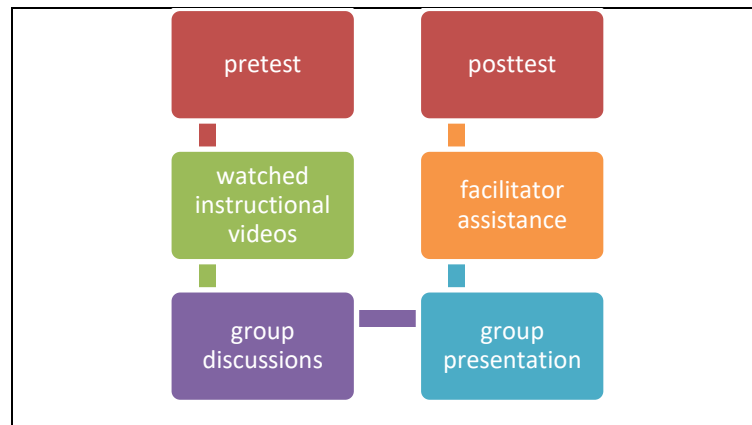 pretest
watched
instructional
videos
group
discussions
group
presentation
facilitator
assistance
posttest